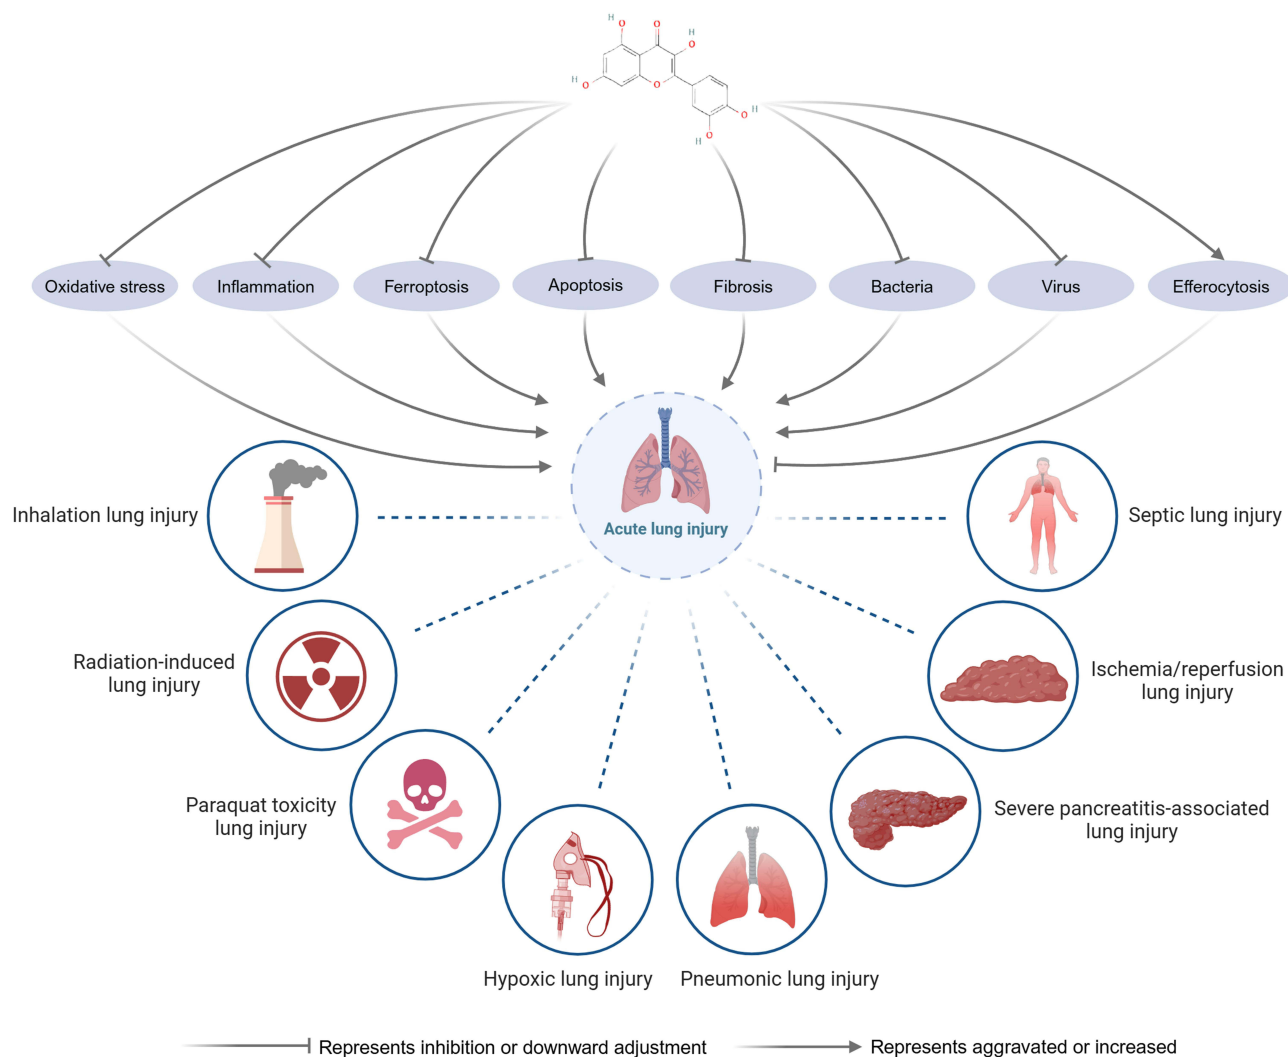 H
O
O
H
O
H
O
O
O
H
O
H
Oxidative stress
Inflammation
Ferroptosis
Apoptosis
Fibrosis
Bacteria
Virus
Efferocytosis
Acute lung injury
Inhalation lung injury
Septic lung injury
Radiation-induced
lung injury
Ischemia/reperfusion
lung injury
Paraquat toxicity
lung injury
Severe pancreatitis-associated
lung injury
Hypoxic lung injury
Pneumonic lung injury
Represents inhibition or downward adjustment
Represents aggravated or increased